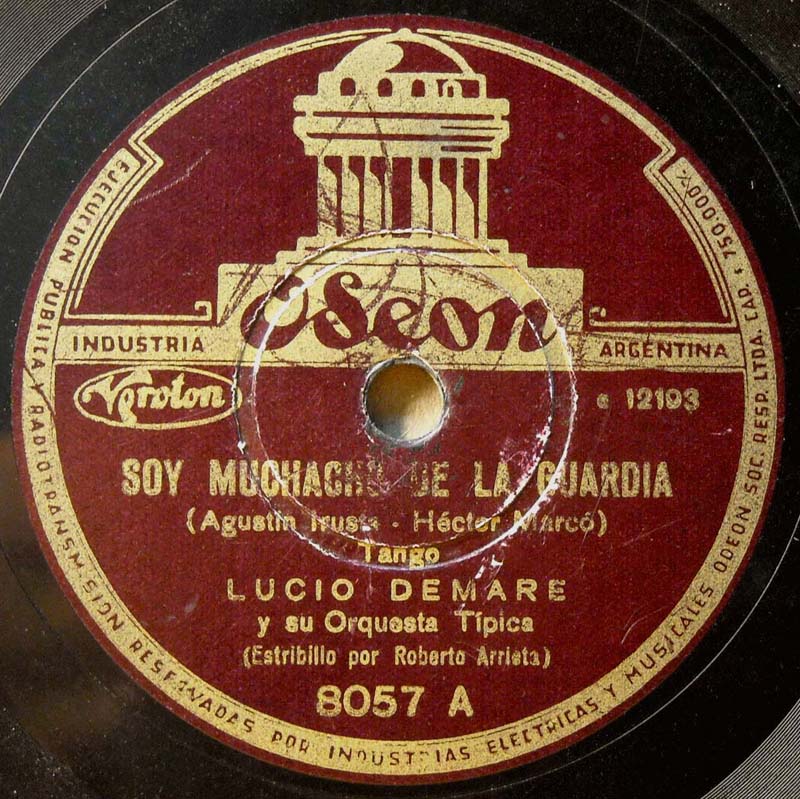 Odeon
INDUSTRIA
ARGENTINA
Veroton
e 12193
SOY MUCHACHO DE LA GUARDIA
(Agustín Irusta - Héctor Marcó)
Tango
LUCIO DEMARE
y su Orquesta Típica
(Estribillo por Roberto Arrieta)
8057 A
EJECUCION PUBLICA Y RADIOTRANSMISION RESERVADAS POR INDUSTRIAS ELECTRICAS Y MUSICALES ODEON SOC. RESP. LTDA. CAP. $ 750.000%